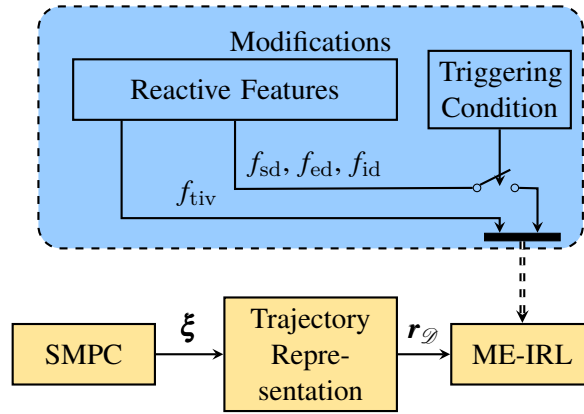 Modifications
Reactive Features
Triggering
Condition
f_sd, f_ed, f_id
f_tiv
SMPC
ξ
Trajectory
Repre-
sentation
r_𝒟
ME-IRL